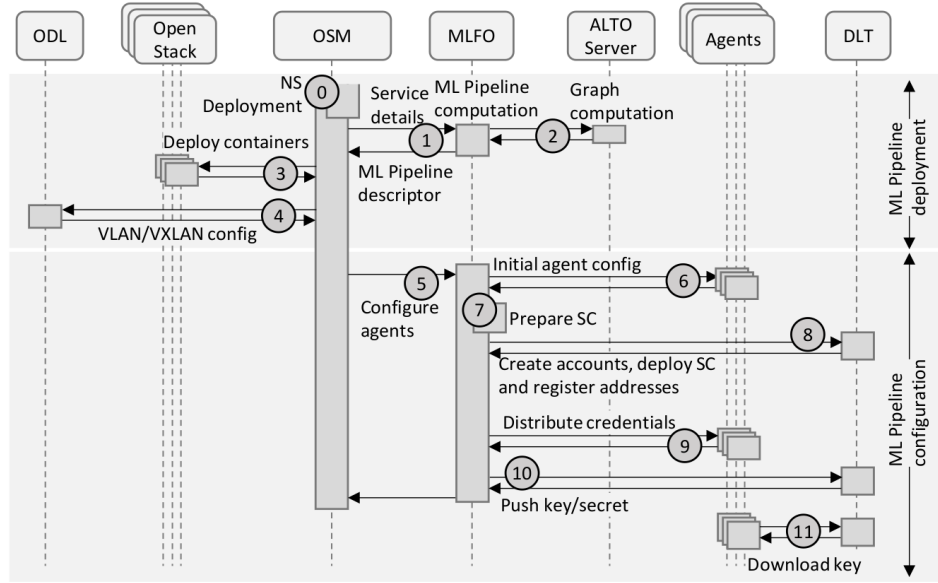 ODL
Open
Stack
OSM
MLFO
ALTO
Server
Agents
DLT
NS
Deployment
0
Service
details
ML Pipeline
computation
Graph
computation
1
2
ML Pipeline
descriptor
Deploy containers
3
4
VLAN/VXLAN config
ML Pipeline
deployment
5
Configure
agents
Initial agent config
6
7
Prepare SC
8
Create accounts, deploy SC
and register addresses
Distribute credentials
9
10
Push key/secret
11
Download key
ML Pipeline
configuration